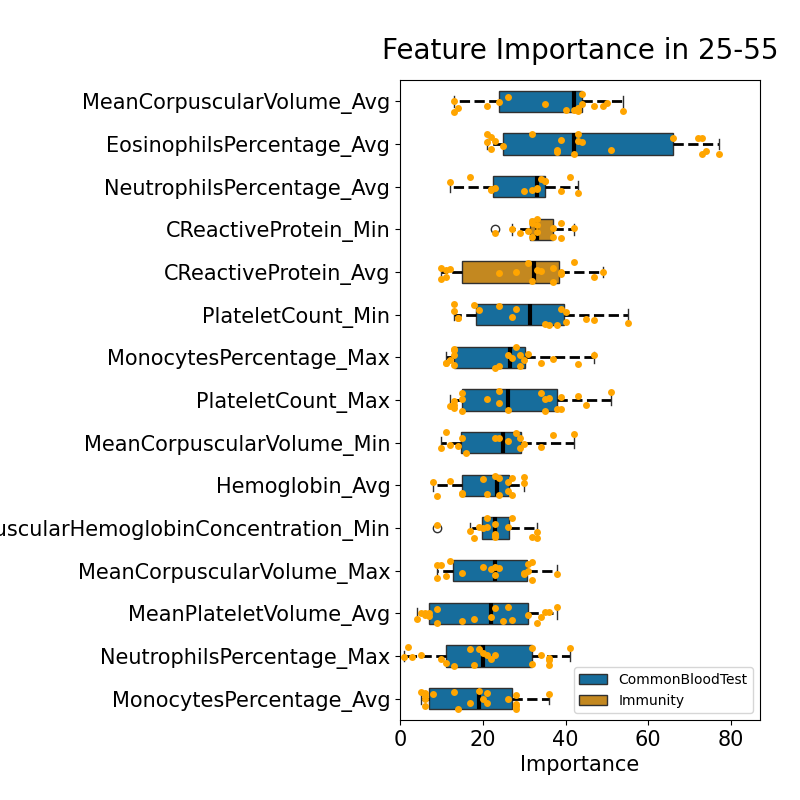 Feature Importance in 25-55
MeanCorpuscularVolume_Avg
EosinophilsPercentage_Avg
NeutrophilsPercentage_Avg
CReactiveProtein_Min
CReactiveProtein_Avg
PlateletCount_Min
MonocytesPercentage_Max
PlateletCount_Max
MeanCorpuscularVolume_Min
Hemoglobin_Avg
uscularHemoglobinConcentration_Min
MeanCorpuscularVolume_Max
MeanPlateletVolume_Avg
NeutrophilsPercentage_Max
MonocytesPercentage_Avg
CommonBloodTest
Immunity
0 20 40 60 80
Importance